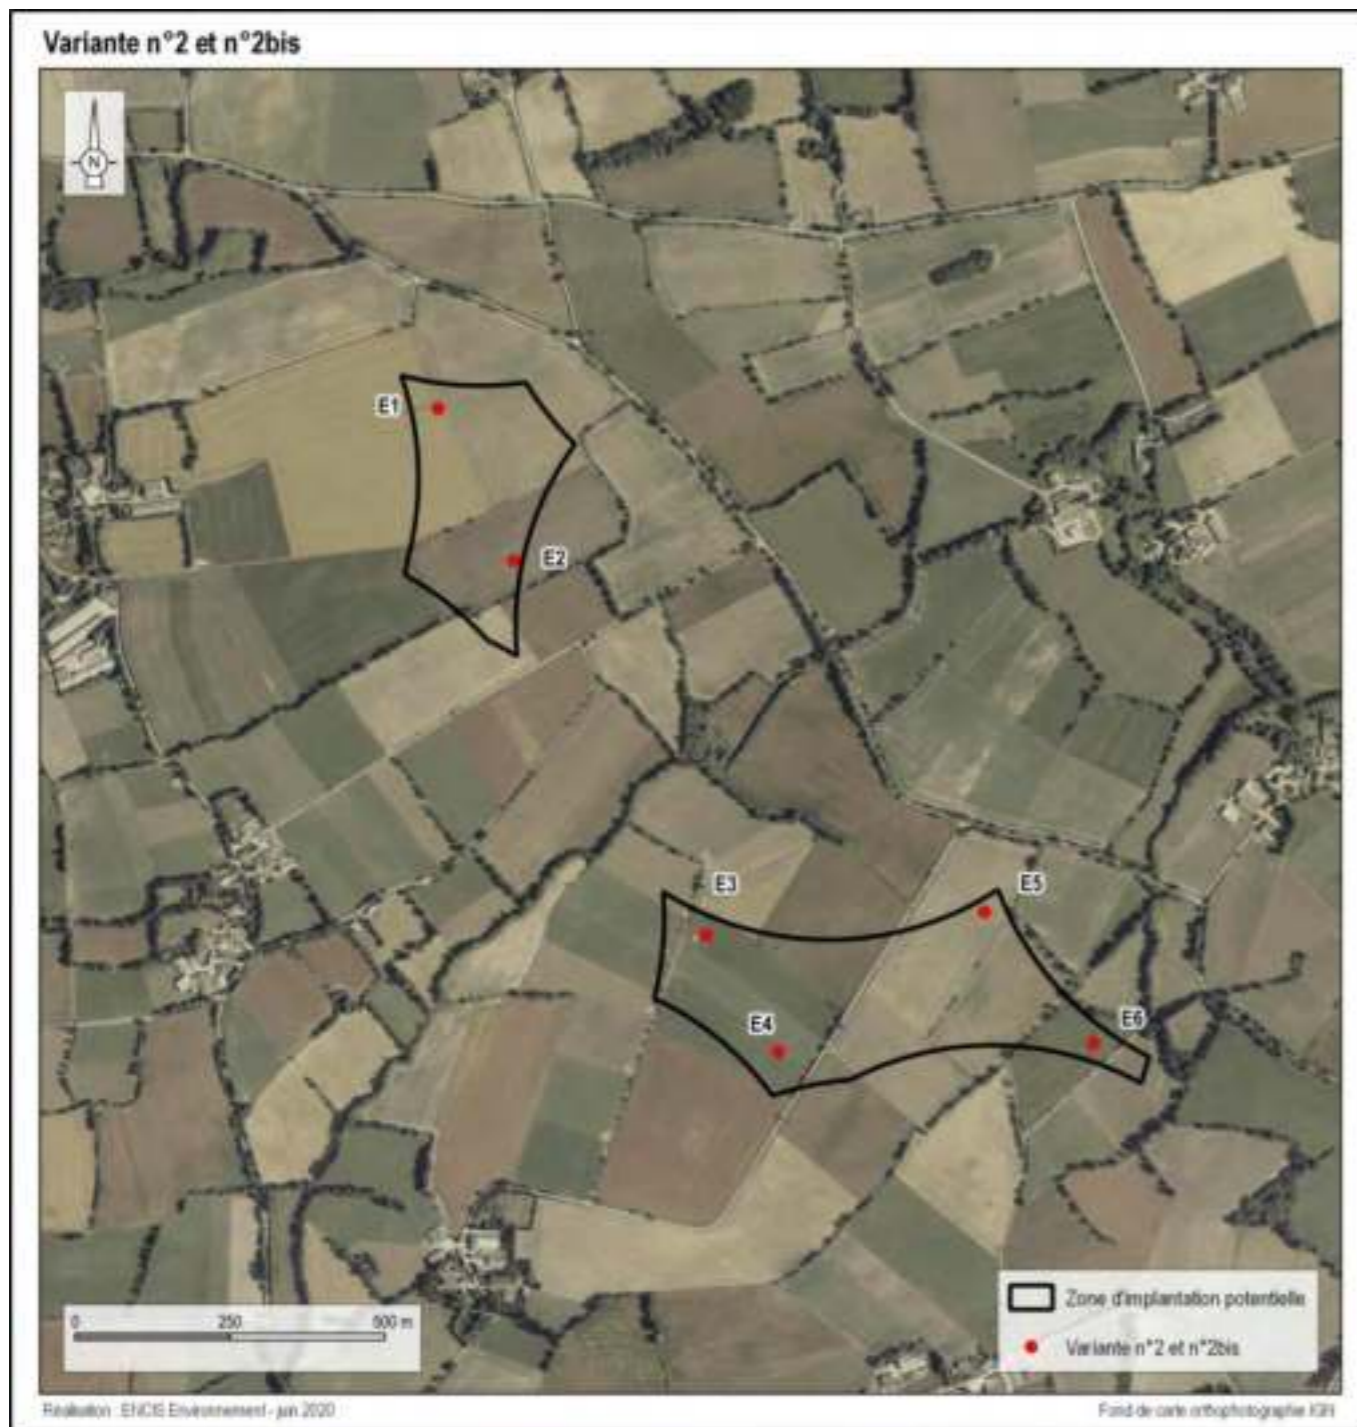 Variante n°2 et n°2bis
N
E1
E2
E3
E5
E4
E6
0 250 500 m
Zone d'implantation potentielle
Variante n°2 et n°2bis
Réalisation : ENCIS Environnement - juin 2020
Fond de carte orthophotographie IGN